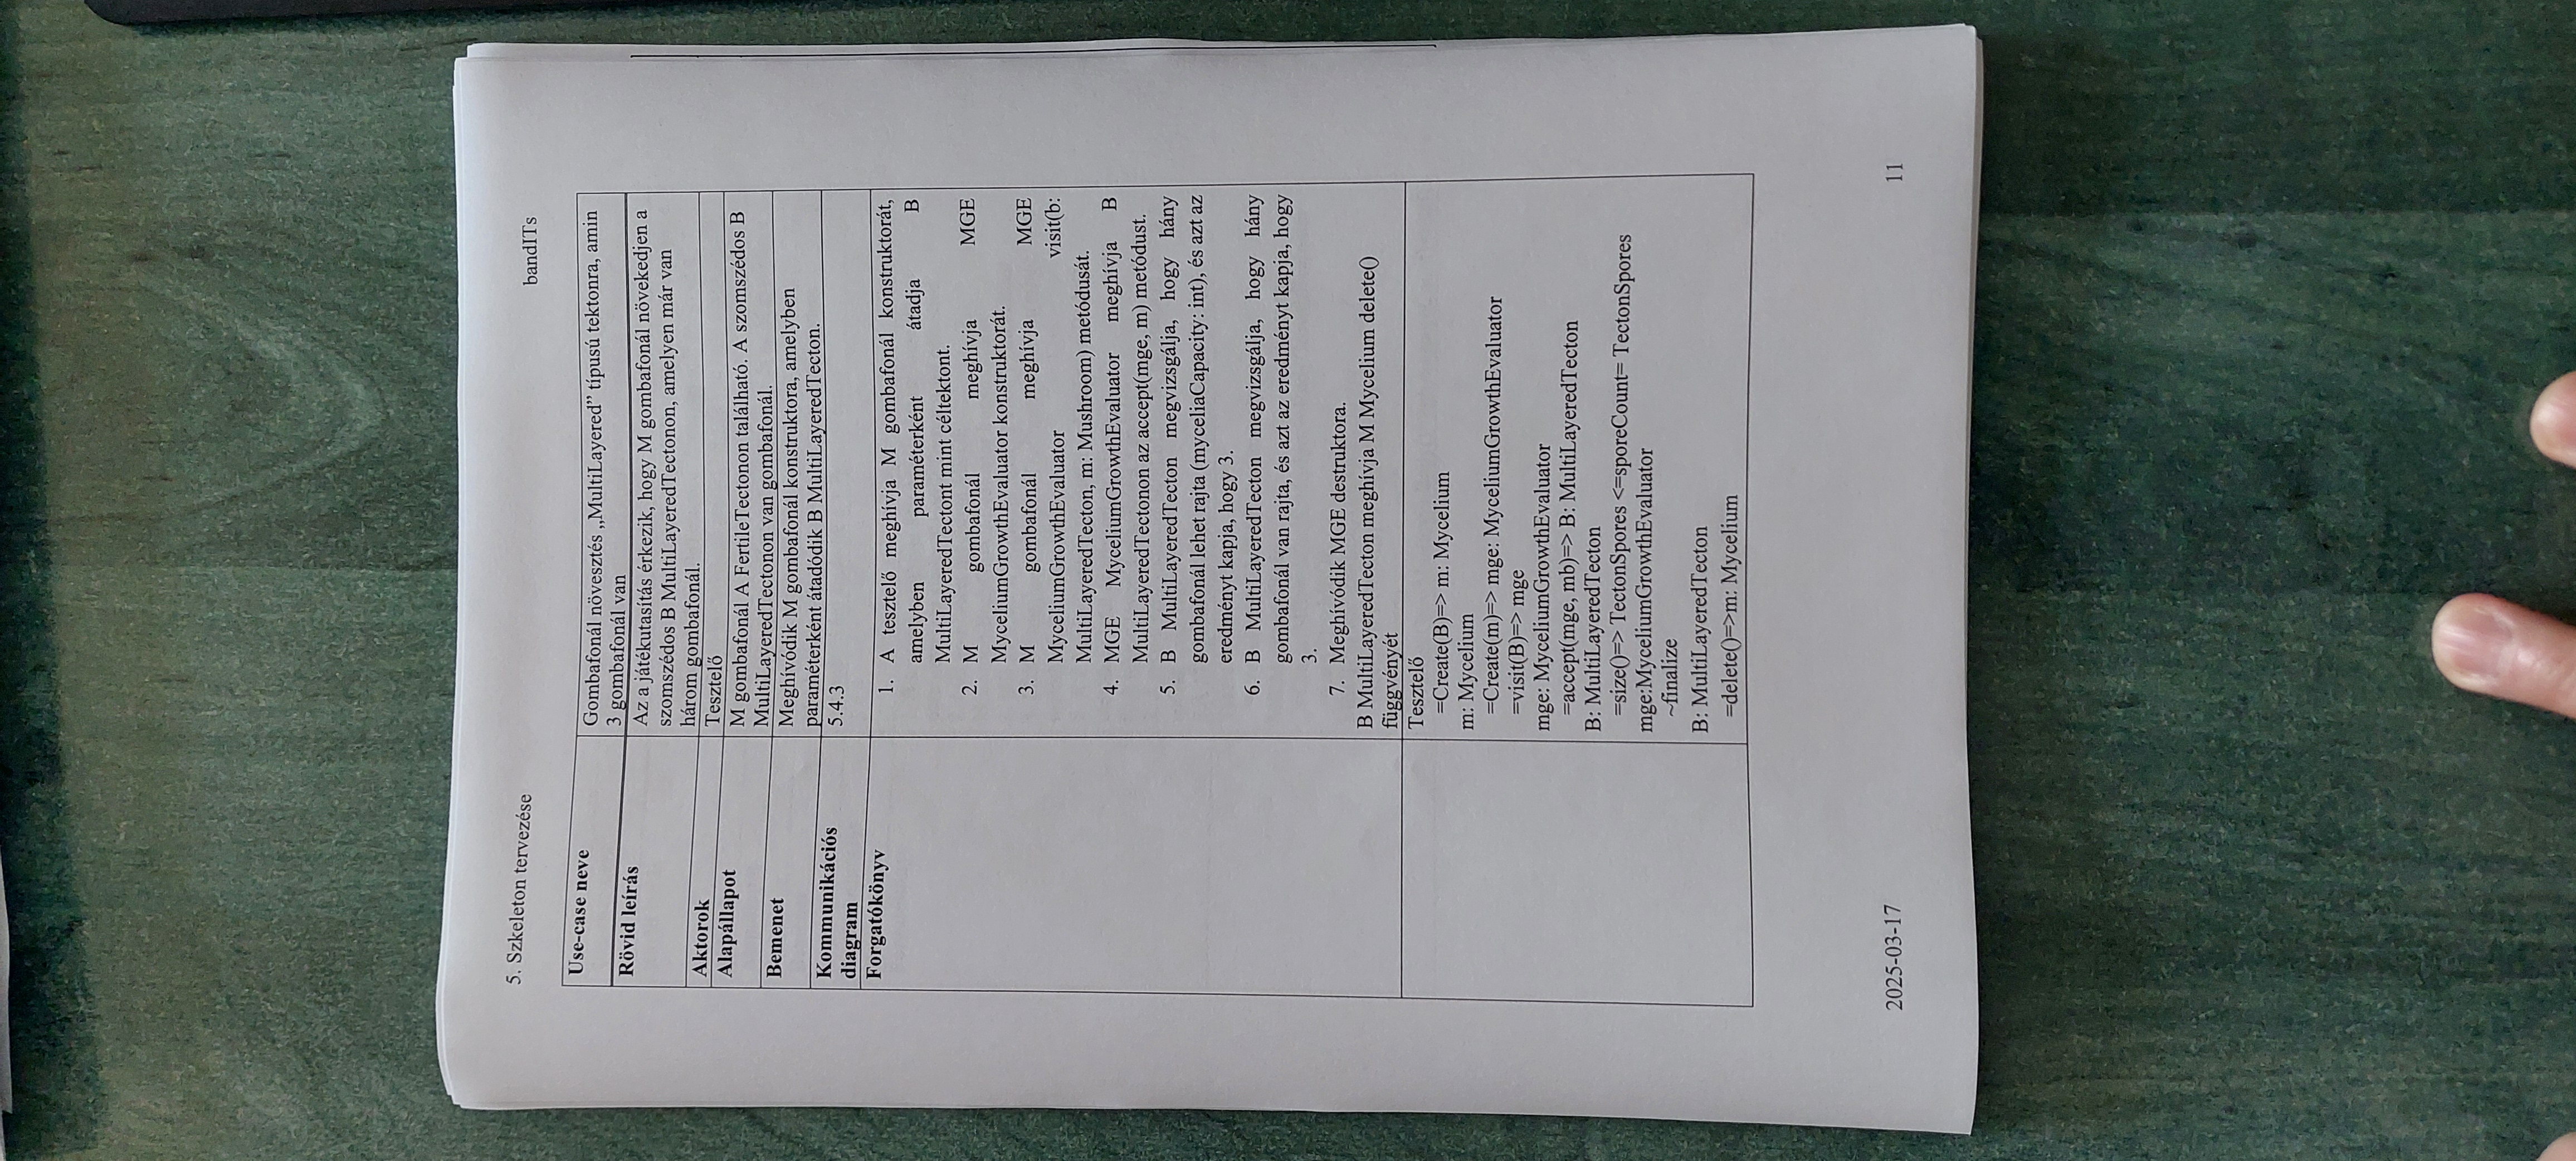 5. Szkeleton tervezése
bandITs
Use-case neve
Gombafonál növesztés „MultiLayered” típusú tektonra, amin
3 gombafonál van
Rövid leírás
Az a játékutasítás érkezik, hogy M gombafonál növekedjen a
szomszédos B MultiLayeredTectonon, amelyen már van
három gombafonál.
Aktorok
Tesztelő
Alapállapot
M gombafonál A FertileTectonon található. A szomszédos B
MultiLayeredTectonon van gombafonál.
Bemenet
Meghívódik M gombafonál konstruktora, amelyben
paraméterként átadódik B MultiLayeredTecton.
Kommunikációs
diagram
5.4.3
Forgatókönyv
1. A tesztelő meghívja M gombafonál konstruktorát,
amelyben paraméterként átadja B
MultiLayeredTectont mint céltektont.
2. M gombafonál meghívja MGE
MyceliumGrowthEvaluator konstruktorát.
3. M gombafonál meghívja MGE
MyceliumGrowthEvaluator visit(b:
MultiLayeredTecton, m: Mushroom) metódusát.
4. MGE MyceliumGrowthEvaluator meghívja B
MultiLayeredTectonon az accept(mge, m) metódust.
5. B MultiLayeredTecton megvizsgálja, hogy hány
gombafonál lehet rajta (myceliaCapacity: int), és azt az
eredményt kapja, hogy 3.
6. B MultiLayeredTecton megvizsgálja, hogy hány
gombafonál van rajta, és azt az eredményt kapja, hogy
3.
7. Meghívódik MGE destruktora.
B MultiLayeredTecton meghívja M Mycelium delete()
függvényét
Tesztelő
=Create(B)=> m: Mycelium
m: Mycelium
=Create(m)=> mge: MyceliumGrowthEvaluator
=visit(B)=> mge
mge: MyceliumGrowthEvaluator
=accept(mge, mb)=> B: MultiLayeredTecton
B: MultiLayeredTecton
=size()=> TectonSpores <=sporeCount= TectonSpores
mge:MyceliumGrowthEvaluator
~finalize
B: MultiLayeredTecton
=delete()=>m: Mycelium
2025-03-17
11